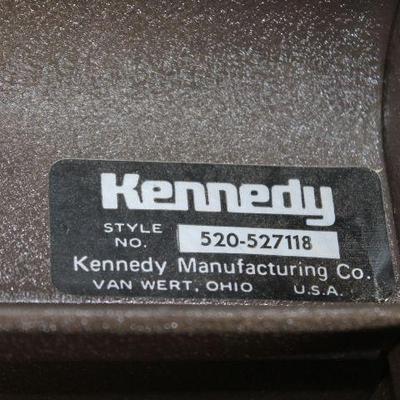 Kennedy
STYLE NO. 520-527118
Kennedy Manufacturing Co.
VAN WERT, OHIO U.S.A.